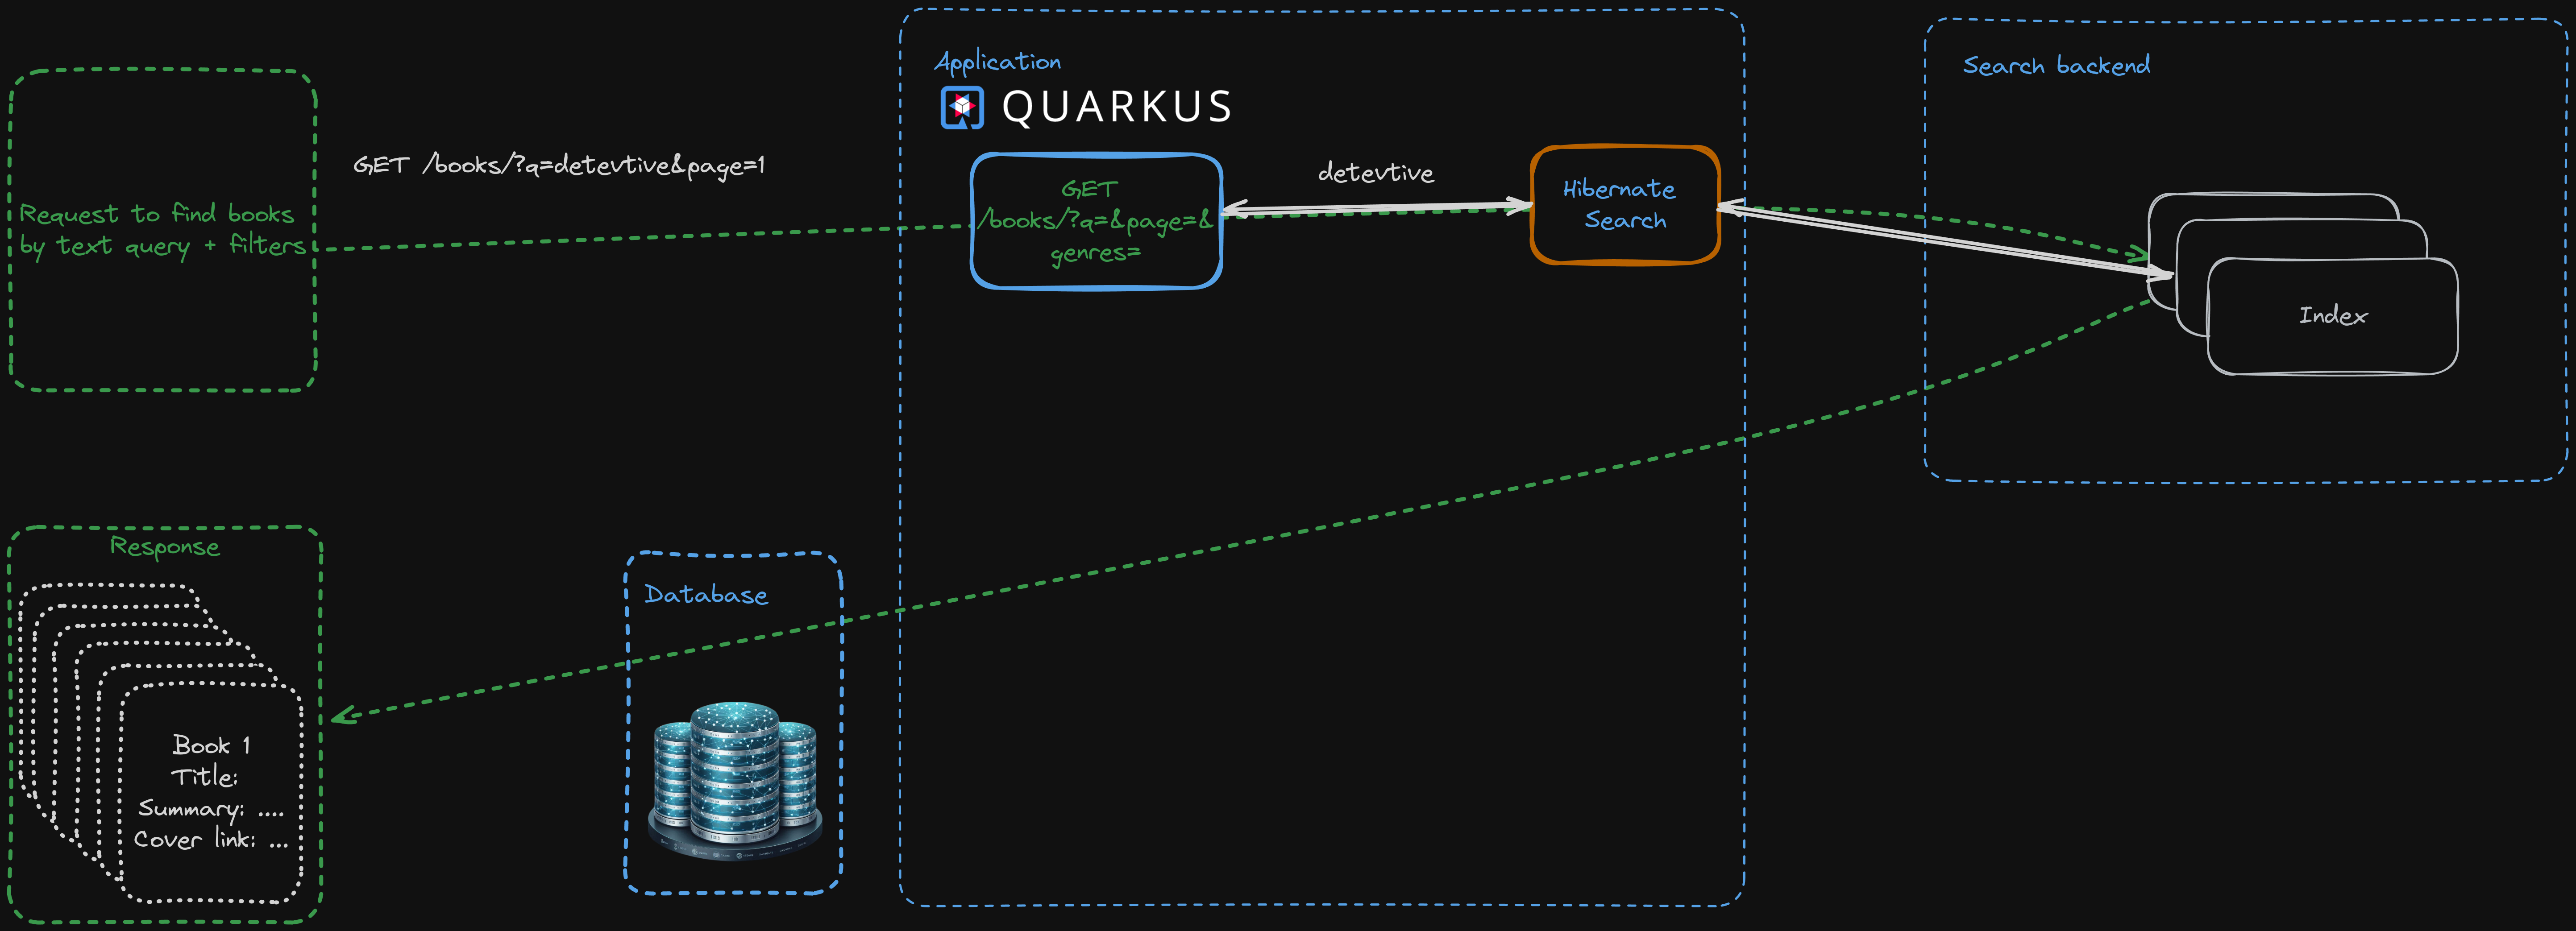 Application
QUARKUS
Search backend
GET /books/?q=detevtive&page=1
Request to find books
by text query + filters
GET
/books/?q=&page=&
genres=
detevtive
Hibernate
Search
Index
Response
Book 1
Title:
Summary: ....
Cover link: ...
Database